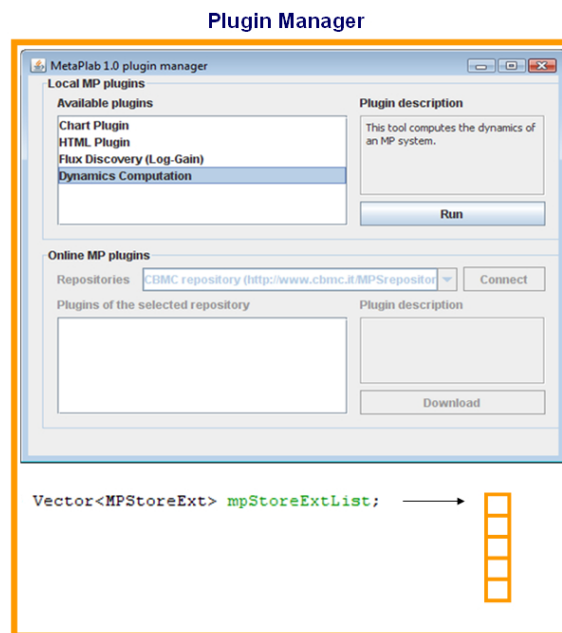 Plugin Manager
MetaPlab 1.0 plugin manager
Local MP plugins
Available plugins
Plugin description
Chart Plugin
HTML Plugin
Flux Discovery (Log-Gain)
Dynamics Computation
This tool computes the dynamics of
an MP system.
Run
Online MP plugins
Repositories CBMC repository (http://www.cbmc.it/MPSrepositor Connect
Plugins of the selected repository
Plugin description
Download
Vector<MPStoreExt> mpStoreExtList;